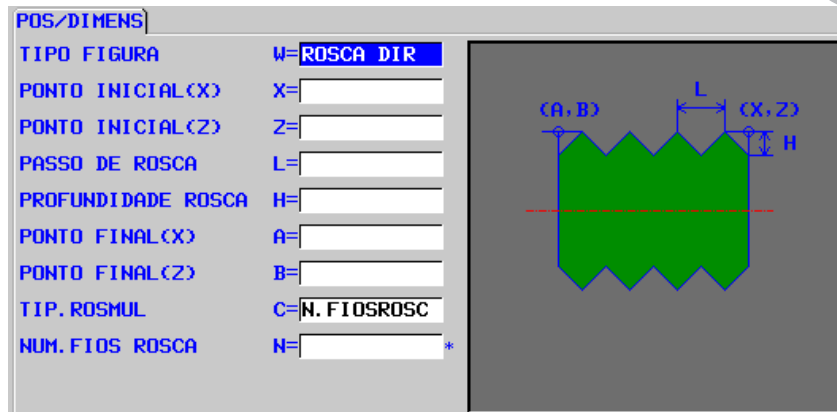 POS/DIMENS
TIPO FIGURA W=ROSCA DIR
PONTO INICIAL(X) X=
PONTO INICIAL(Z) Z=
PASSO DE ROSCA L=
PROFUNDIDADE ROSCA H=
PONTO FINAL(X) A=
PONTO FINAL(Z) B=
TIP.ROSMUL C=N.FIOSROSC
NUM.FIOS ROSCA N= *
L
(A,B) (X,Z)
H